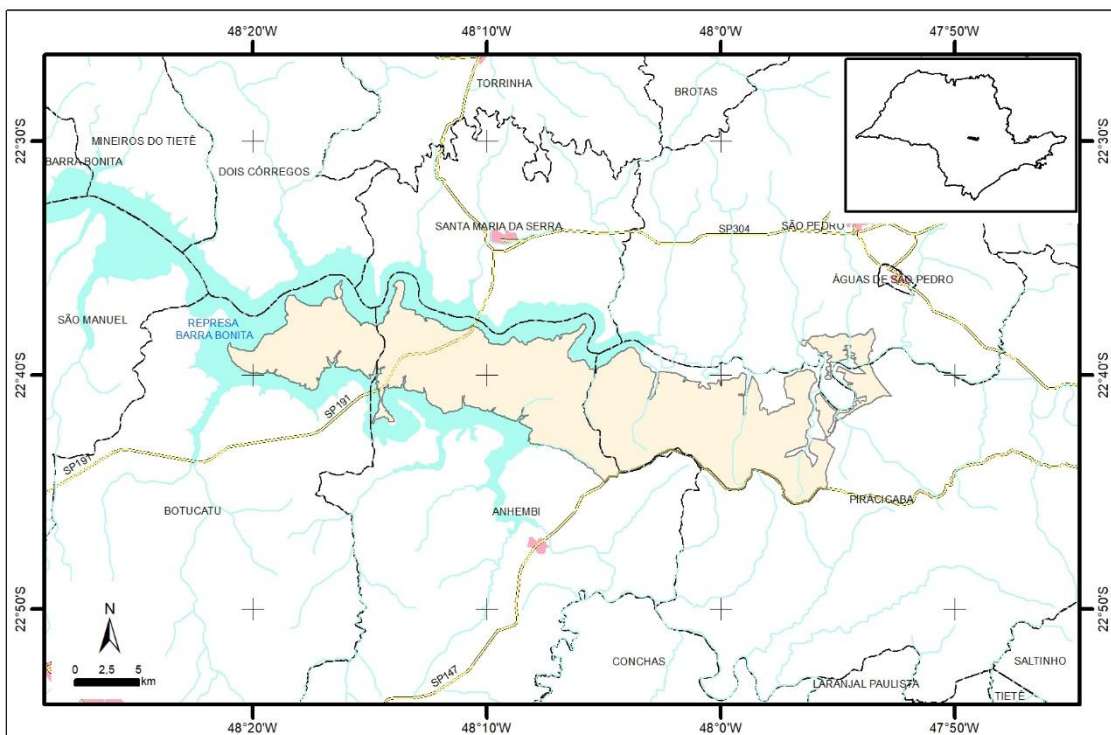 48°20'W 48°10'W 48°0'W 47°50'W
TORRINHA
BROTAS
22°30'S
22°30'S
MINEIROS DO TIETÊ
BARRA BONITA
DOIS CÓRREGOS
SANTA MARIA DA SERRA
SP304
SÃO PEDRO
ÁGUAS DE SÃO PEDRO
SÃO MANUEL
REPRESA
BARRA BONITA
22°40'S
22°40'S
SP191
SP191
BOTUCATU
ANHEMBI
PIRACICABA
22°50'S
22°50'S
N
0 2.5 5
km
SP147
CONCHAS
LARANJAL PAULISTA
SALTINHO
TIETÊ
48°20'W 48°10'W 48°0'W 47°50'W